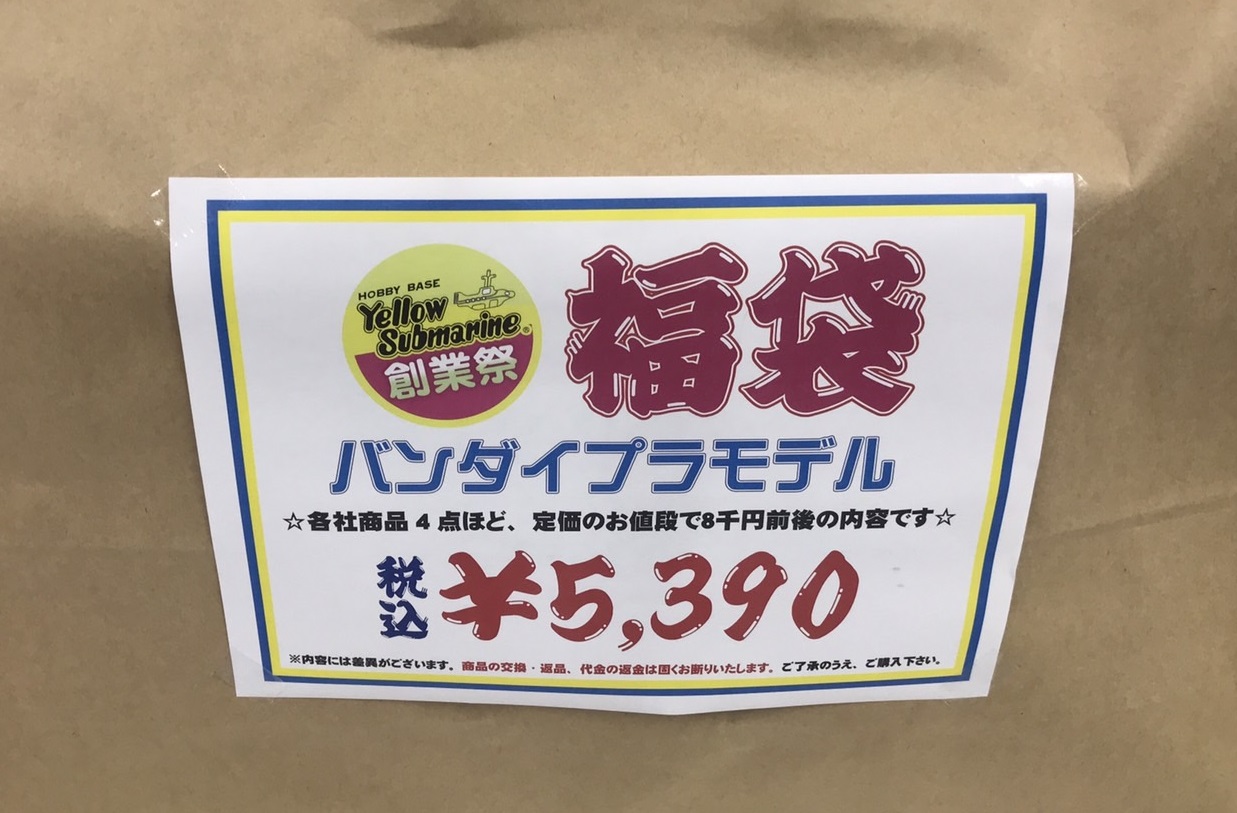 HOBBY BASE
Yellow
Submarine®
創業祭
福袋
バンダイプラモデル
☆各社商品4点ほど、定価のお値段で8千円前後の内容です☆
税込 ¥5,390
※内容には差異がございます。商品の交換・返品、代金の返金は固くお断りいたします。ご了承のうえ、ご購入下さい。